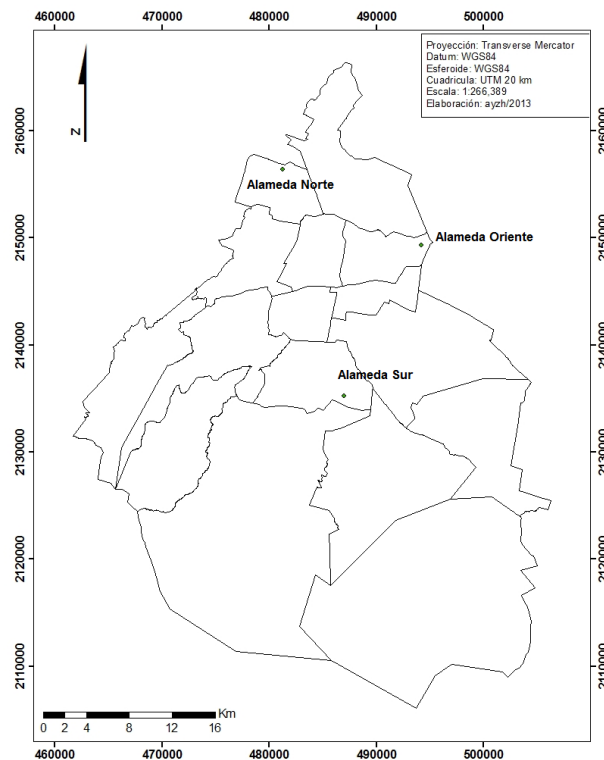 460000 470000 480000 490000 500000
Proyección: Transverse Mercator
Datum: WGS84
Esferoide: WGS84
Cuadricula: UTM 20 km
Escala: 1:266,389
Elaboración: ayzh/2013
Z
2160000 2160000
Alameda Norte
Alameda Oriente
2150000 2150000
2140000 2140000
Alameda Sur
2130000 2130000
2120000 2120000
2110000 2110000
Km
0 2 4 8 12 16
460000 470000 480000 490000 500000